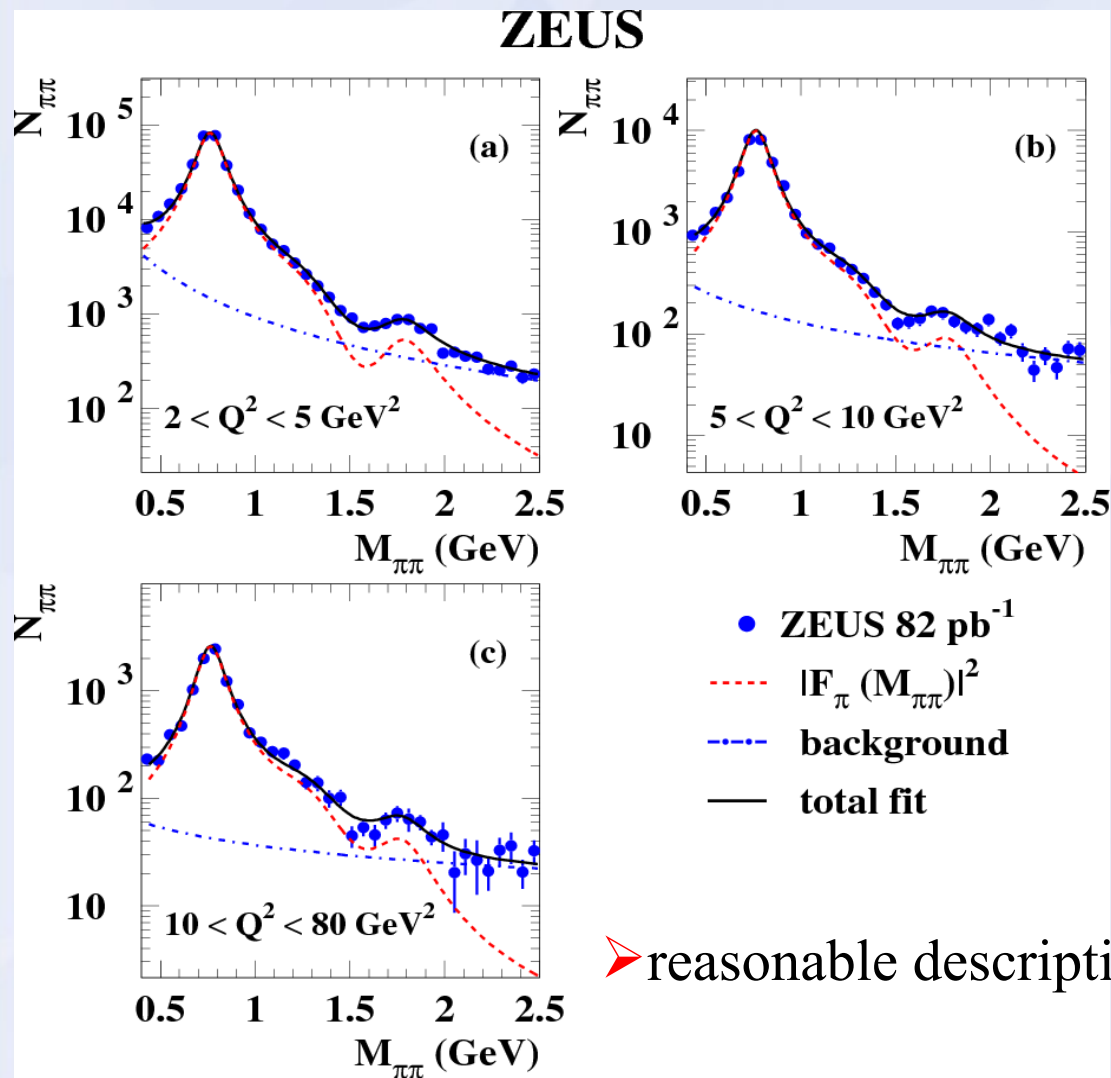 ZEUS
N_ππ
10^5
10^4
10^3
10^2
(a)
2 < Q^2 < 5 GeV^2
0.5 1 1.5 2 2.5
M_ππ (GeV)
N_ππ
10^4
10^3
10^2
10
(b)
5 < Q^2 < 10 GeV^2
0.5 1 1.5 2 2.5
M_ππ (GeV)
N_ππ
10^3
10^2
10
(c)
10 < Q^2 < 80 GeV^2
0.5 1 1.5 2 2.5
M_ππ (GeV)
ZEUS 82 pb^-1
|F_π (M_ππ)|^2
background
total fit
➢reasonable descripti